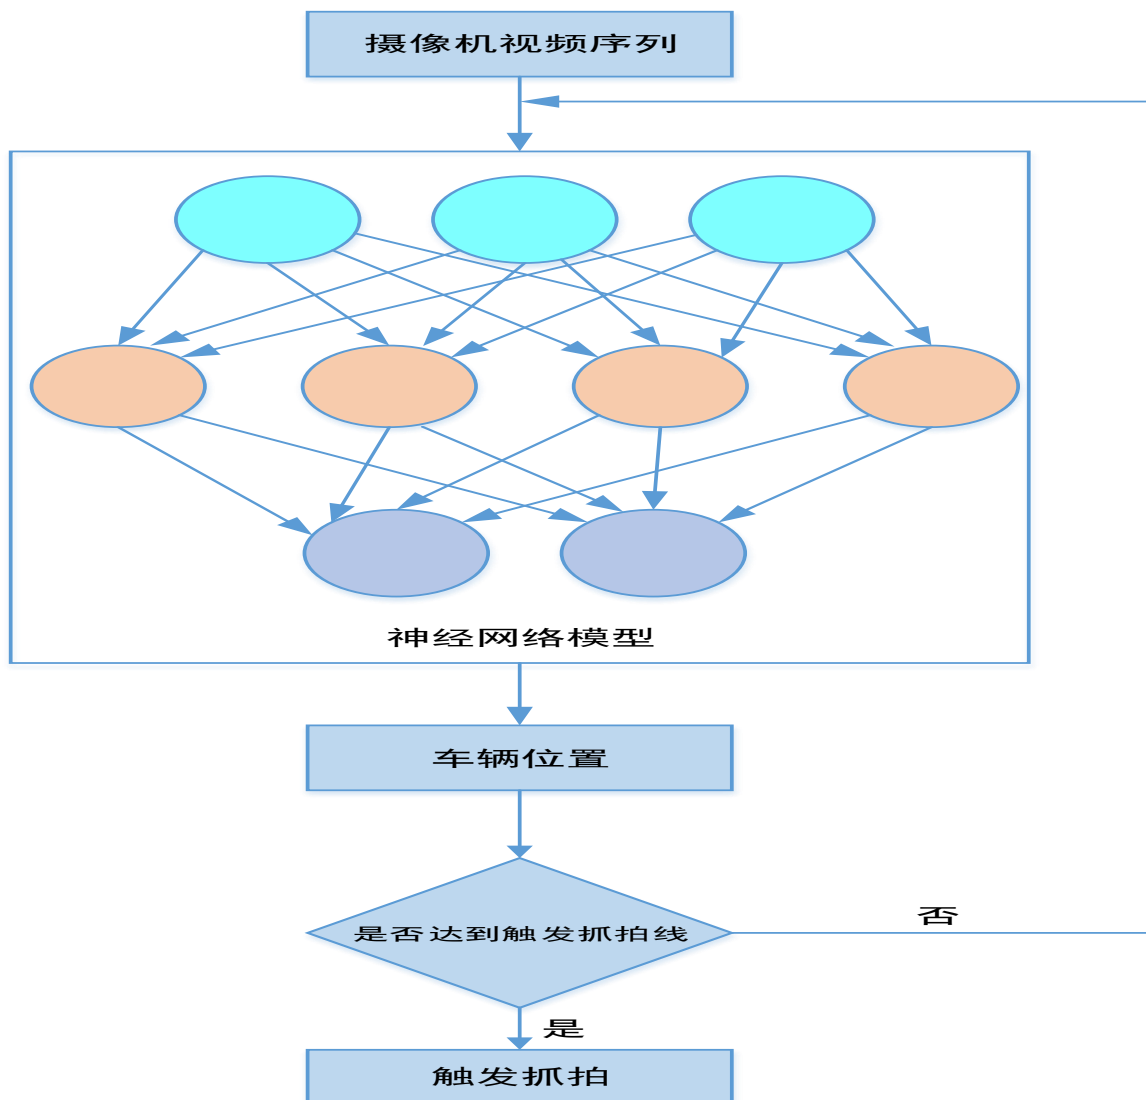 摄像机视频序列
神经网络模型
车辆位置
是否达到触发抓拍线
否
是
触发抓拍